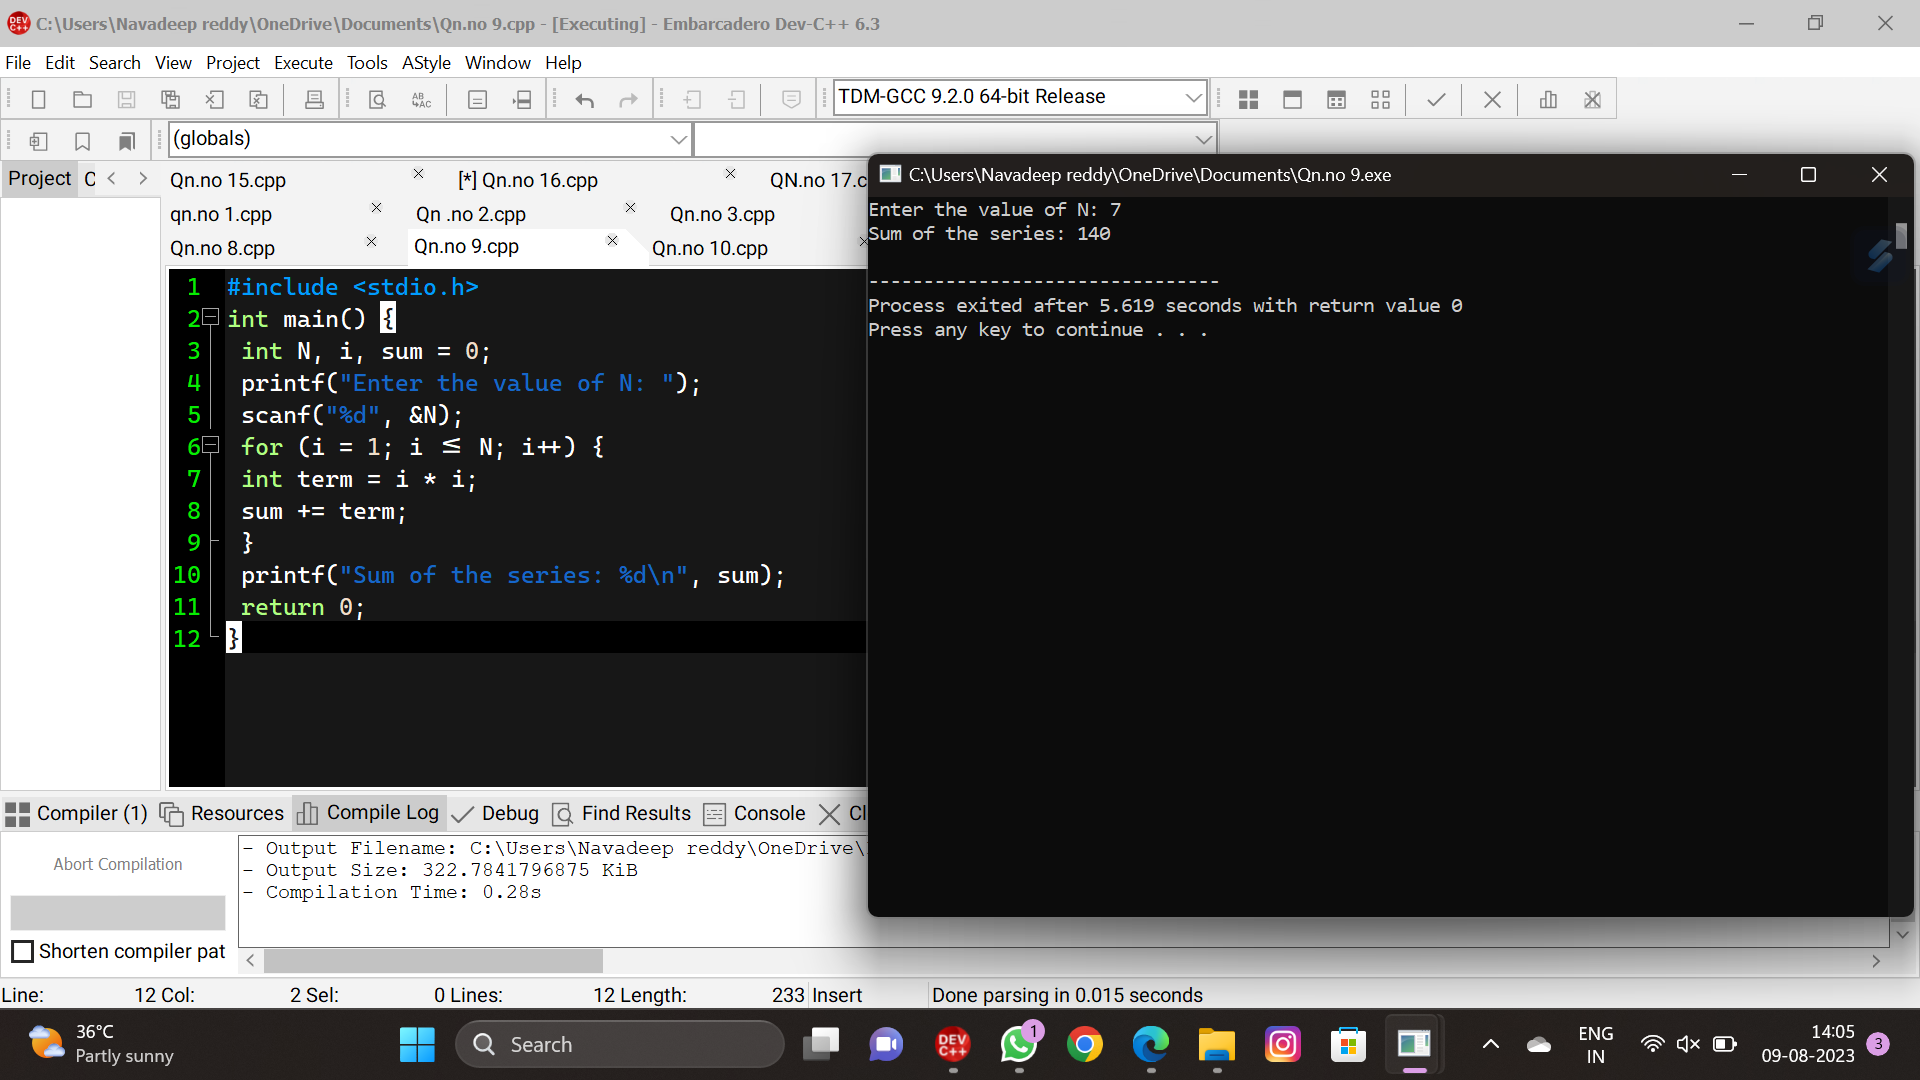 C:\Users\Navadeep reddy\OneDrive\Documents\Qn.no 9.cpp - [Executing] - Embarcadero Dev-C++ 6.3
File Edit Search View Project Execute Tools AStyle Window Help
TDM-GCC 9.2.0 64-bit Release
(globals)
Project C
Qn.no 15.cpp [*] Qn.no 16.cpp QN.no 17.c
qn.no 1.cpp Qn .no 2.cpp Qn.no 3.cpp
Qn.no 8.cpp Qn.no 9.cpp Qn.no 10.cpp
1 #include <stdio.h>
2 int main() {
3 int N, i, sum = 0;
4 printf("Enter the value of N: ");
5 scanf("%d", &N);
6 for (i = 1; i ≤ N; i++) {
7 int term = i * i;
8 sum += term;
9 }
10 printf("Sum of the series: %d\n", sum);
11 return 0;
12 }
C:\Users\Navadeep reddy\OneDrive\Documents\Qn.no 9.exe
Enter the value of N: 7
Sum of the series: 140
--------------------------------
Process exited after 5.619 seconds with return value 0
Press any key to continue . . .
Compiler (1) Resources Compile Log Debug Find Results Console Cl
Abort Compilation
Shorten compiler pat
- Output Filename: C:\Users\Navadeep reddy\OneDrive\
- Output Size: 322.7841796875 KiB
- Compilation Time: 0.28s
Line: 12 Col: 2 Sel: 0 Lines: 12 Length: 233 Insert Done parsing in 0.015 seconds
36°C
Partly sunny
Search
DEV C++
1
ENG
IN
14:05
09-08-2023
3